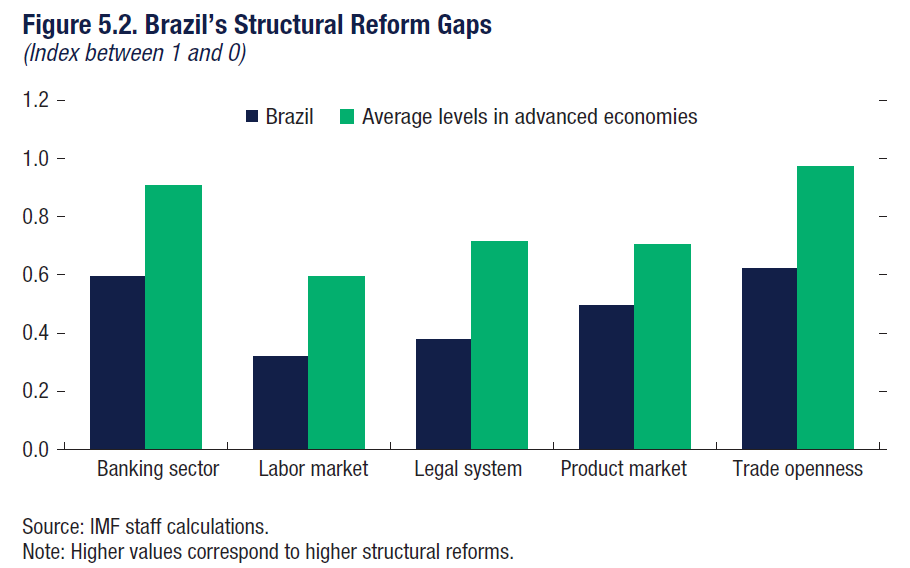 Figure 5.2. Brazil’s Structural Reform Gaps
(Index between 1 and 0)
1.2
Brazil
Average levels in advanced economies
1.0
0.8
0.6
0.4
0.2
0.0
Banking sector
Labor market
Legal system
Product market
Trade openness
Source: IMF staff calculations.
Note: Higher values correspond to higher structural reforms.